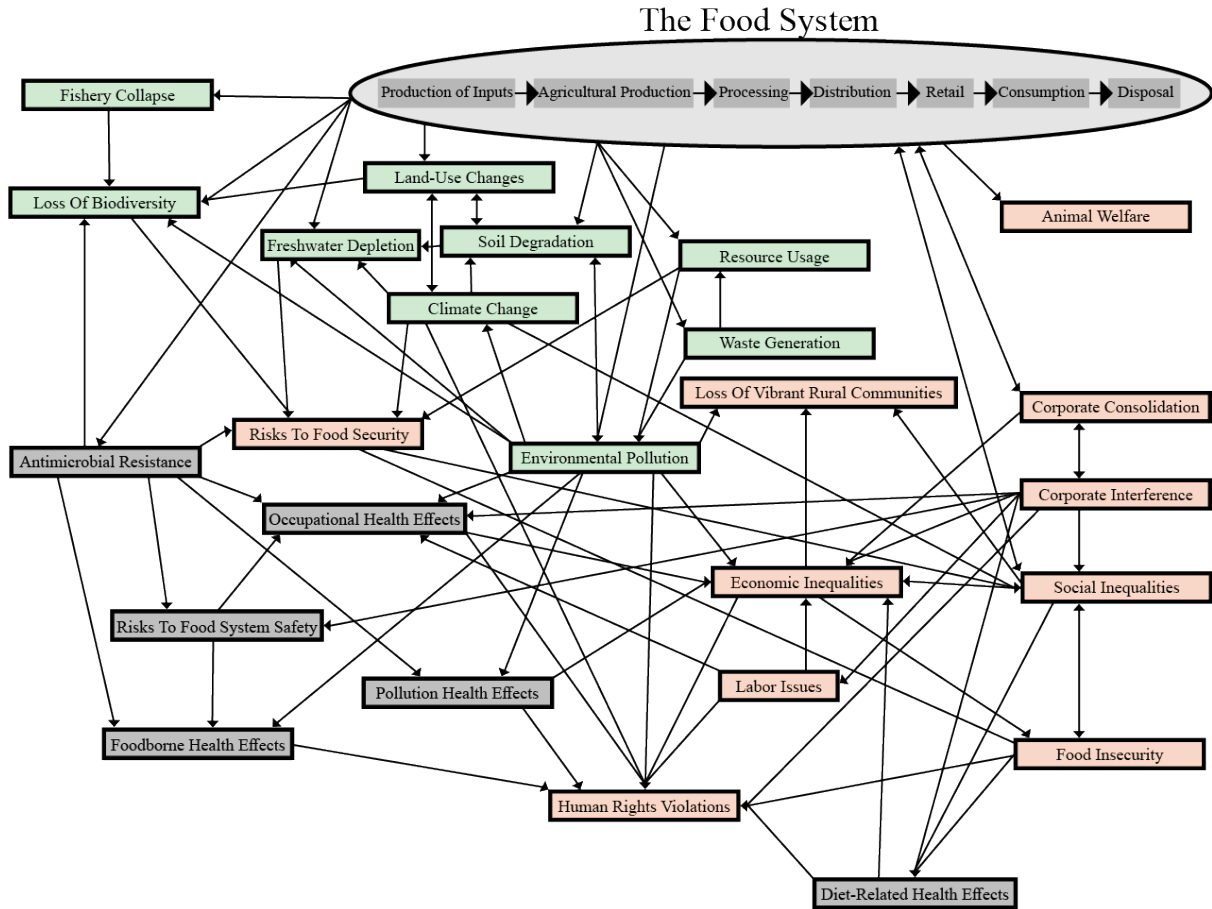 The Food System
Production of Inputs
Agricultural Production
Processing
Distribution
Retail
Consumption
Disposal
Fishery Collapse
Land-Use Changes
Loss Of Biodiversity
Animal Welfare
Freshwater Depletion
Soil Degradation
Resource Usage
Climate Change
Waste Generation
Loss Of Vibrant Rural Communities
Corporate Consolidation
Risks To Food Security
Antimicrobial Resistance
Environmental Pollution
Corporate Interference
Occupational Health Effects
Economic Inequalities
Social Inequalities
Risks To Food System Safety
Pollution Health Effects
Labor Issues
Foodborne Health Effects
Food Insecurity
Human Rights Violations
Diet-Related Health Effects